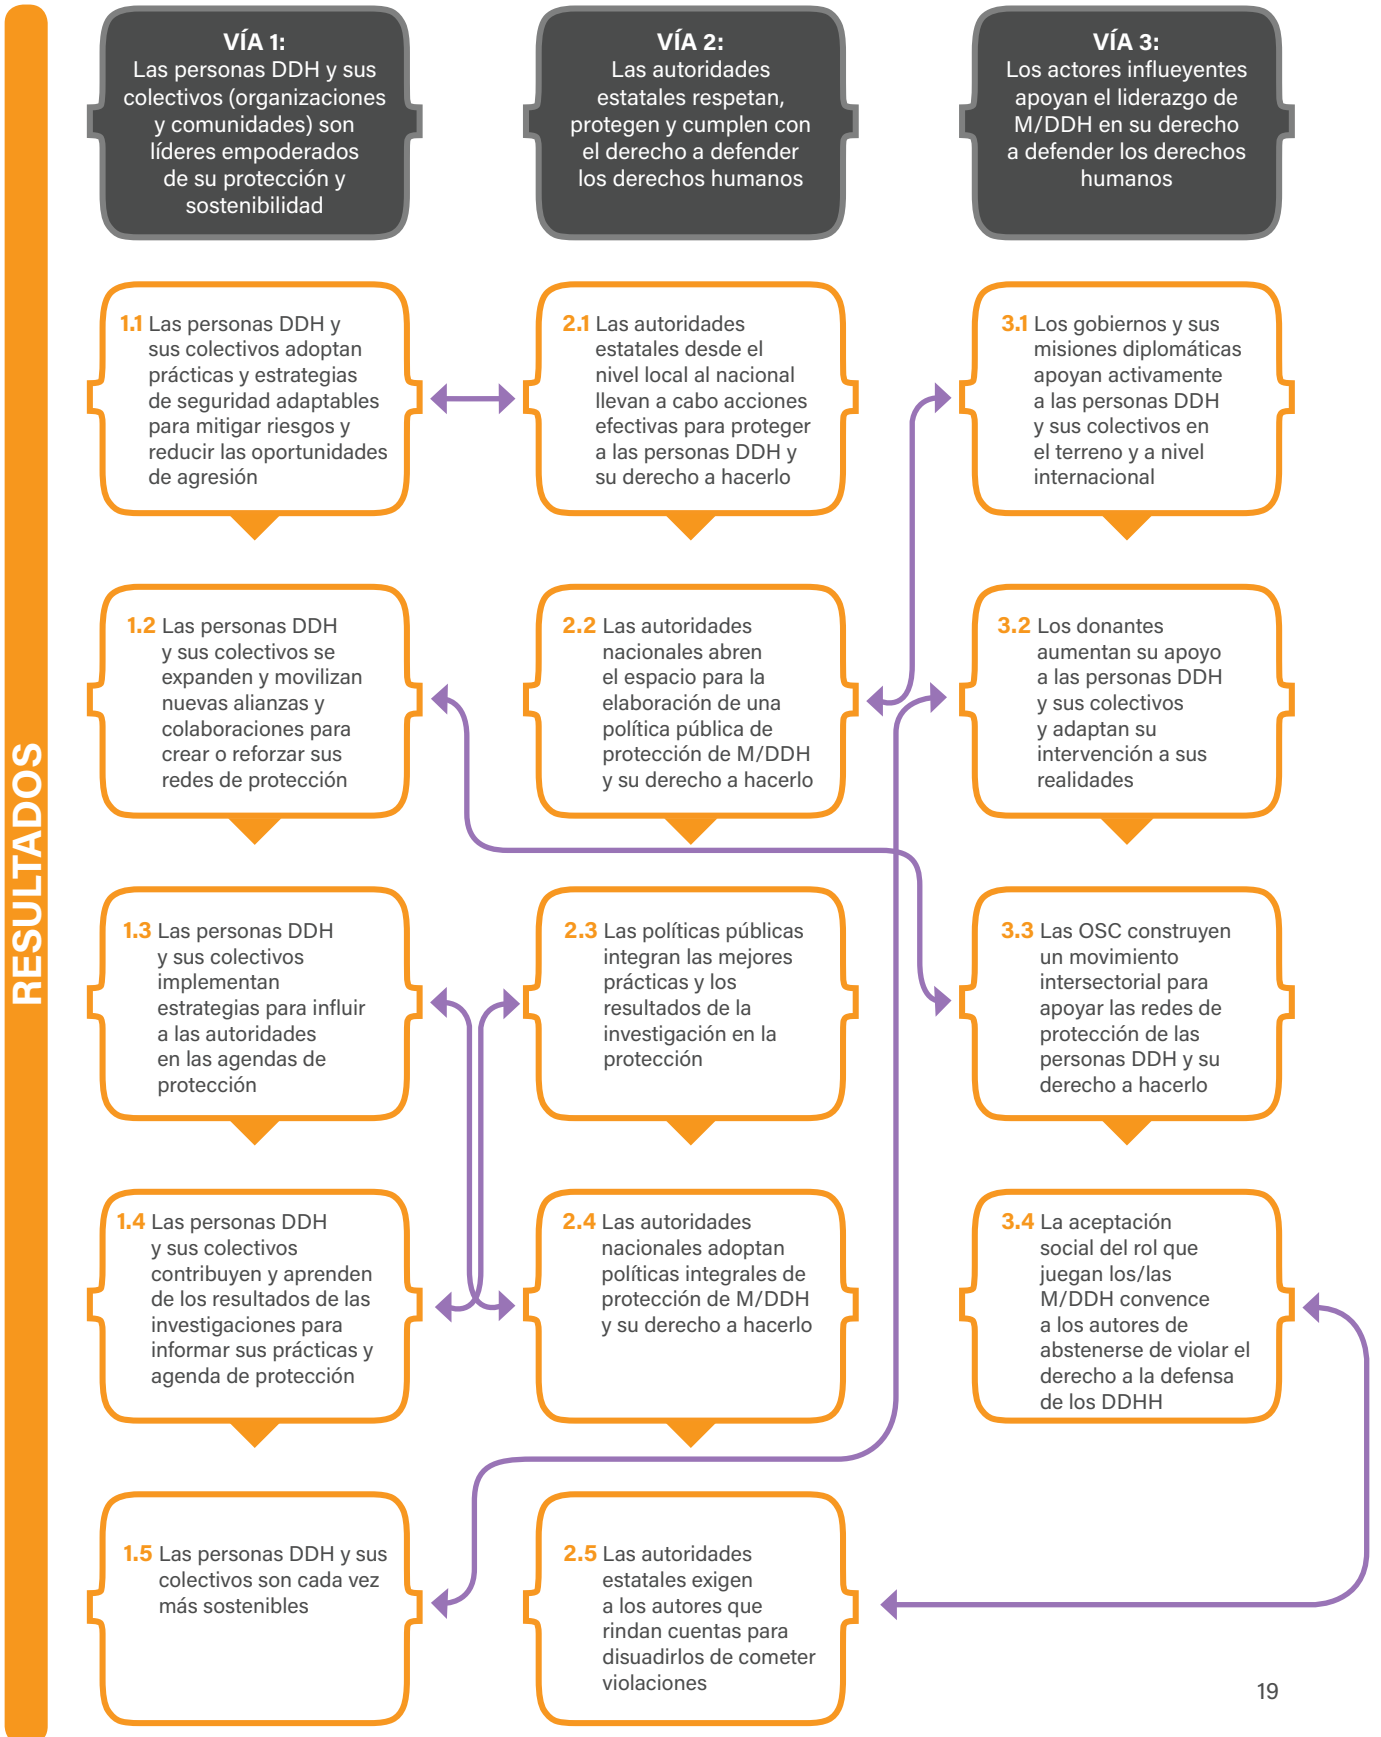 RESULTADOS
VÍA 1:
Las personas DDH y sus
colectivos (organizaciones
y comunidades) son
líderes empoderados
de su protección y
sostenibilidad
VÍA 2:
Las autoridades
estatales respetan,
protegen y cumplen con
el derecho a defender
los derechos humanos
VÍA 3:
Los actores influeyentes
apoyan el liderazgo de
M/DDH en su derecho
a defender los derechos
humanos
1.1 Las personas DDH y
sus colectivos adoptan
prácticas y estrategias
de seguridad adaptables
para mitigar riesgos y
reducir las oportunidades
de agresión
2.1 Las autoridades
estatales desde el
nivel local al nacional
llevan a cabo acciones
efectivas para proteger
a las personas DDH y
su derecho a hacerlo
3.1 Los gobiernos y sus
misiones diplomáticas
apoyan activamente
a las personas DDH
y sus colectivos en
el terreno y a nivel
internacional
1.2 Las personas DDH
y sus colectivos se
expanden y movilizan
nuevas alianzas y
colaboraciones para
crear o reforzar sus
redes de protección
2.2 Las autoridades
nacionales abren
el espacio para la
elaboración de una
política pública de
protección de M/DDH
y su derecho a hacerlo
3.2 Los donantes
aumentan su apoyo
a las personas DDH
y sus colectivos
y adaptan su
intervención a sus
realidades
1.3 Las personas DDH
y sus colectivos
implementan
estrategias para influir
a las autoridades
en las agendas de
protección
2.3 Las políticas públicas
integran las mejores
prácticas y los
resultados de la
investigación en la
protección
3.3 Las OSC construyen
un movimiento
intersectorial para
apoyar las redes de
protección de las
personas DDH y su
derecho a hacerlo
1.4 Las personas DDH
y sus colectivos
contribuyen y aprenden
de los resultados de las
investigaciones para
informar sus prácticas y
agenda de protección
2.4 Las autoridades
nacionales adoptan
políticas integrales de
protección de M/DDH
y su derecho a hacerlo
3.4 La aceptación
social del rol que
juegan los/las
M/DDH convence
a los autores de
abstenerse de violar el
derecho a la defensa
de los DDHH
1.5 Las personas DDH y sus
colectivos son cada vez
más sostenibles
2.5 Las autoridades
estatales exigen
a los autores que
rindan cuentas para
disuadirlos de cometer
violaciones
19